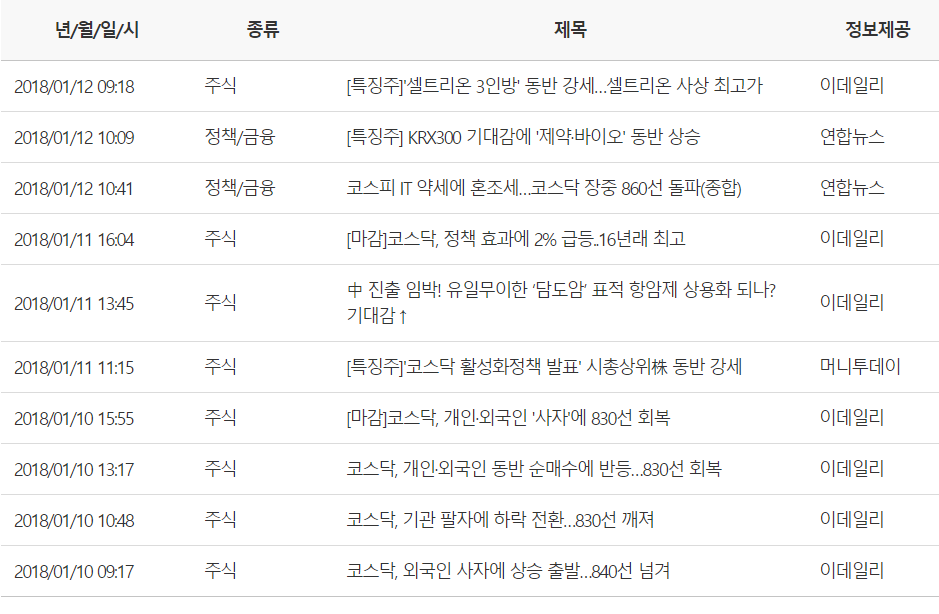 년/월/일/시 종류 제목 정보제공
2018/01/12 09:18 주식 [특징주]'셀트리온 3인방' 동반 강세...셀트리온 사상 최고가 이데일리
2018/01/12 10:09 정책/금융 [특징주] KRX300 기대감에 '제약·바이오' 동반 상승 연합뉴스
2018/01/12 10:41 정책/금융 코스피 IT 약세에 혼조세...코스닥 장중 860선 돌파(종합) 연합뉴스
2018/01/11 16:04 주식 [마감]코스닥, 정책 효과에 2% 급등..16년래 최고 이데일리
2018/01/11 13:45 주식 中 진출 임박! 유일무이한 ‘담도암’ 표적 항암제 상용화 되나? 이데일리
기대감↑
2018/01/11 11:15 주식 [특징주]'코스닥 활성화정책 발표' 시총상위株 동반 강세 머니투데이
2018/01/10 15:55 주식 [마감]코스닥, 개인·외국인 '사자'에 830선 회복 이데일리
2018/01/10 13:17 주식 코스닥, 개인·외국인 동반 순매수에 반등...830선 회복 이데일리
2018/01/10 10:48 주식 코스닥, 기관 팔자에 하락 전환...830선 깨져 이데일리
2018/01/10 09:17 주식 코스닥, 외국인 사자에 상승 출발...840선 넘겨 이데일리